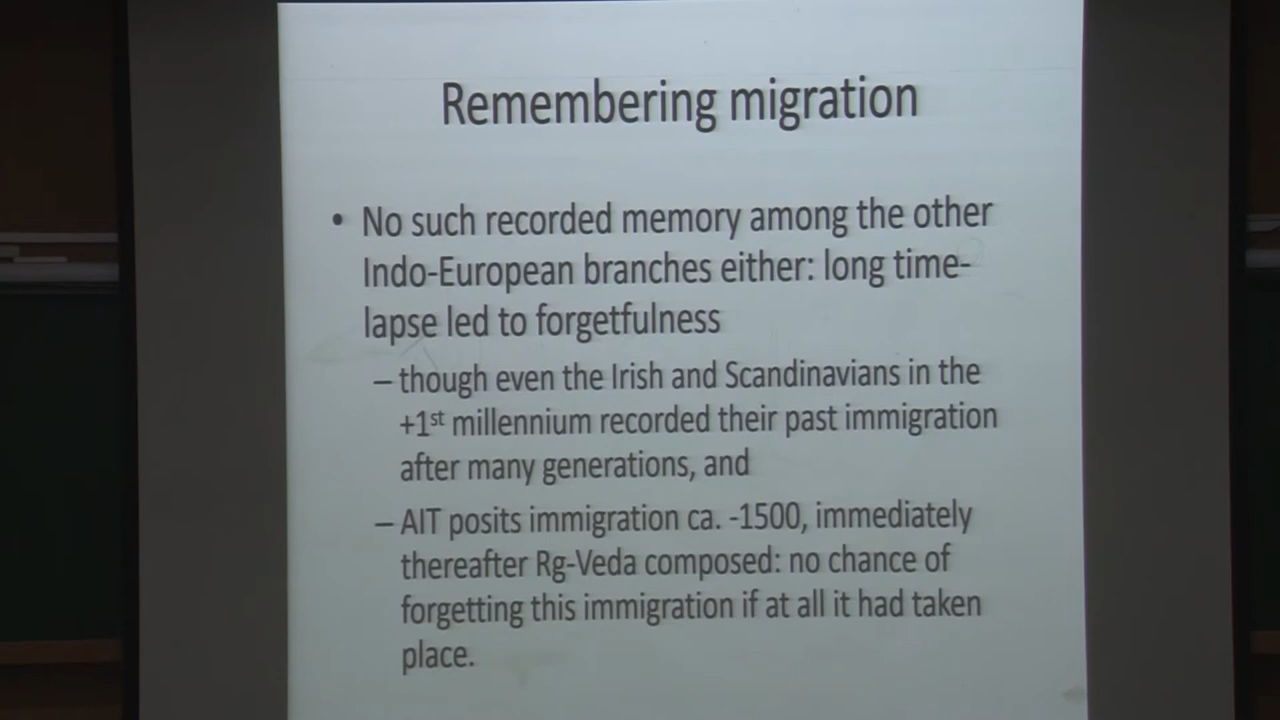 Remembering migration
• No such recorded memory among the other
Indo-European branches either: long time-
lapse led to forgetfulness
– though even the Irish and Scandinavians in the
+1st millennium recorded their past immigration
after many generations, and
– AIT posits immigration ca. -1500, immediately
thereafter Rg-Veda composed: no chance of
forgetting this immigration if at all it had taken
place.